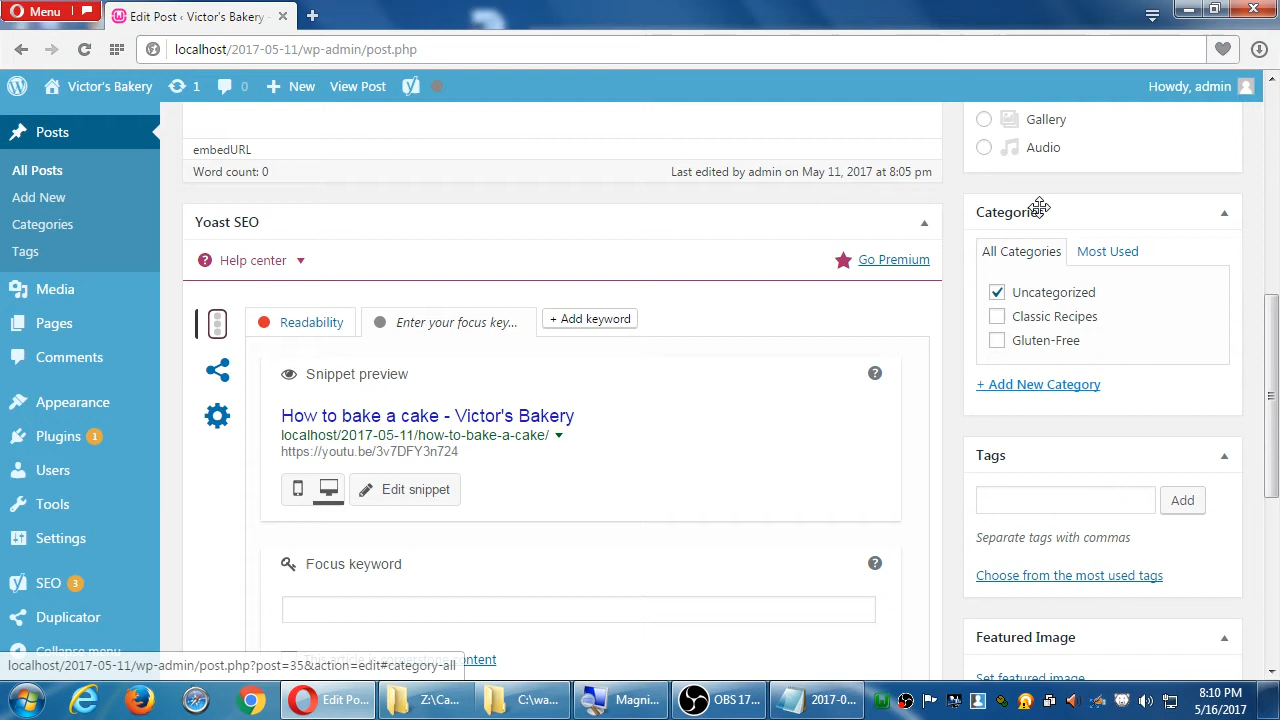 Menu
Edit Post ‹ Victor's Bakery -
localhost/2017-05-11/wp-admin/post.php
Victor's Bakery
1
0
New
View Post
Howdy, admin
Posts
All Posts
Add New
Categories
Tags
Media
Pages
Comments
Appearance
Plugins 1
Users
Tools
Settings
SEO 3
Duplicator
Collapse menu
embedURL
Word count: 0
Last edited by admin on May 11, 2017 at 8:05 pm
Yoast SEO
Help center
Go Premium
Readability
Enter your focus key...
+ Add keyword
Snippet preview
How to bake a cake - Victor's Bakery
localhost/2017-05-11/how-to-bake-a-cake/
https://youtu.be/3v7DFY3n724
Edit snippet
Focus keyword
content
Gallery
Audio
Categories
All Categories
Most Used
Uncategorized
Classic Recipes
Gluten-Free
+ Add New Category
Tags
Add
Separate tags with commas
Choose from the most used tags
Featured Image
Set featured image
localhost/2017-05-11/wp-admin/post.php?post=35&action=edit#category-all
Edit Po...
Z:\Ca...
C:\wa...
Magni...
OBS 17...
2017-0...
8:10 PM
5/16/2017